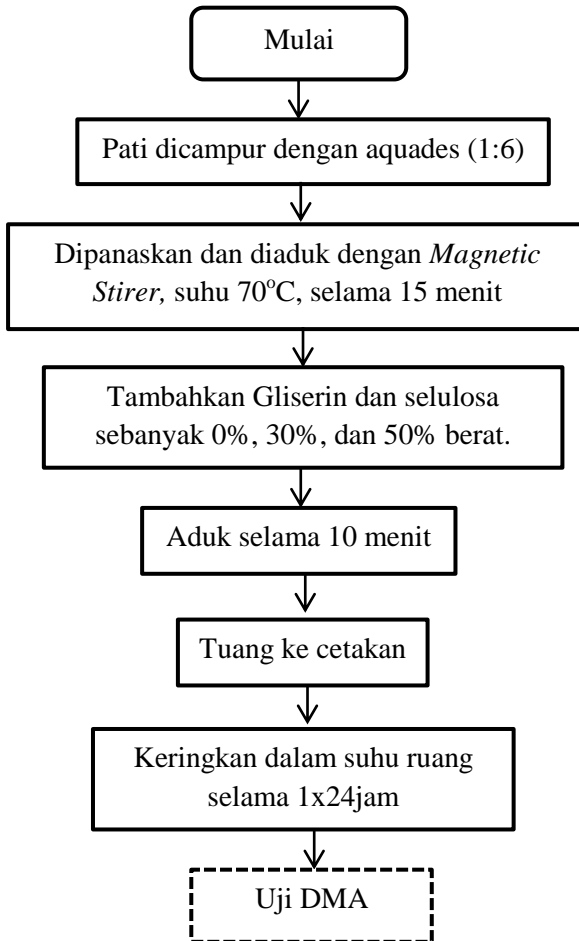 Mulai
Pati dicampur dengan aquades (1:6)
Dipanaskan dan diaduk dengan Magnetic
Stirer, suhu 70°C, selama 15 menit
Tambahkan Gliserin dan selulosa
sebanyak 0%, 30%, dan 50% berat.
Aduk selama 10 menit
Tuang ke cetakan
Keringkan dalam suhu ruang
selama 1x24jam
Uji DMA